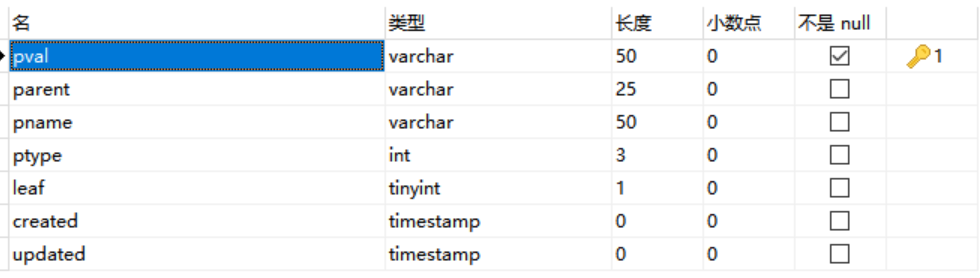 名 类型 长度 小数点 不是 null
pval varchar 50 0 1
parent varchar 25 0
pname varchar 50 0
ptype int 3 0
leaf tinyint 1 0
created timestamp 0 0
updated timestamp 0 0